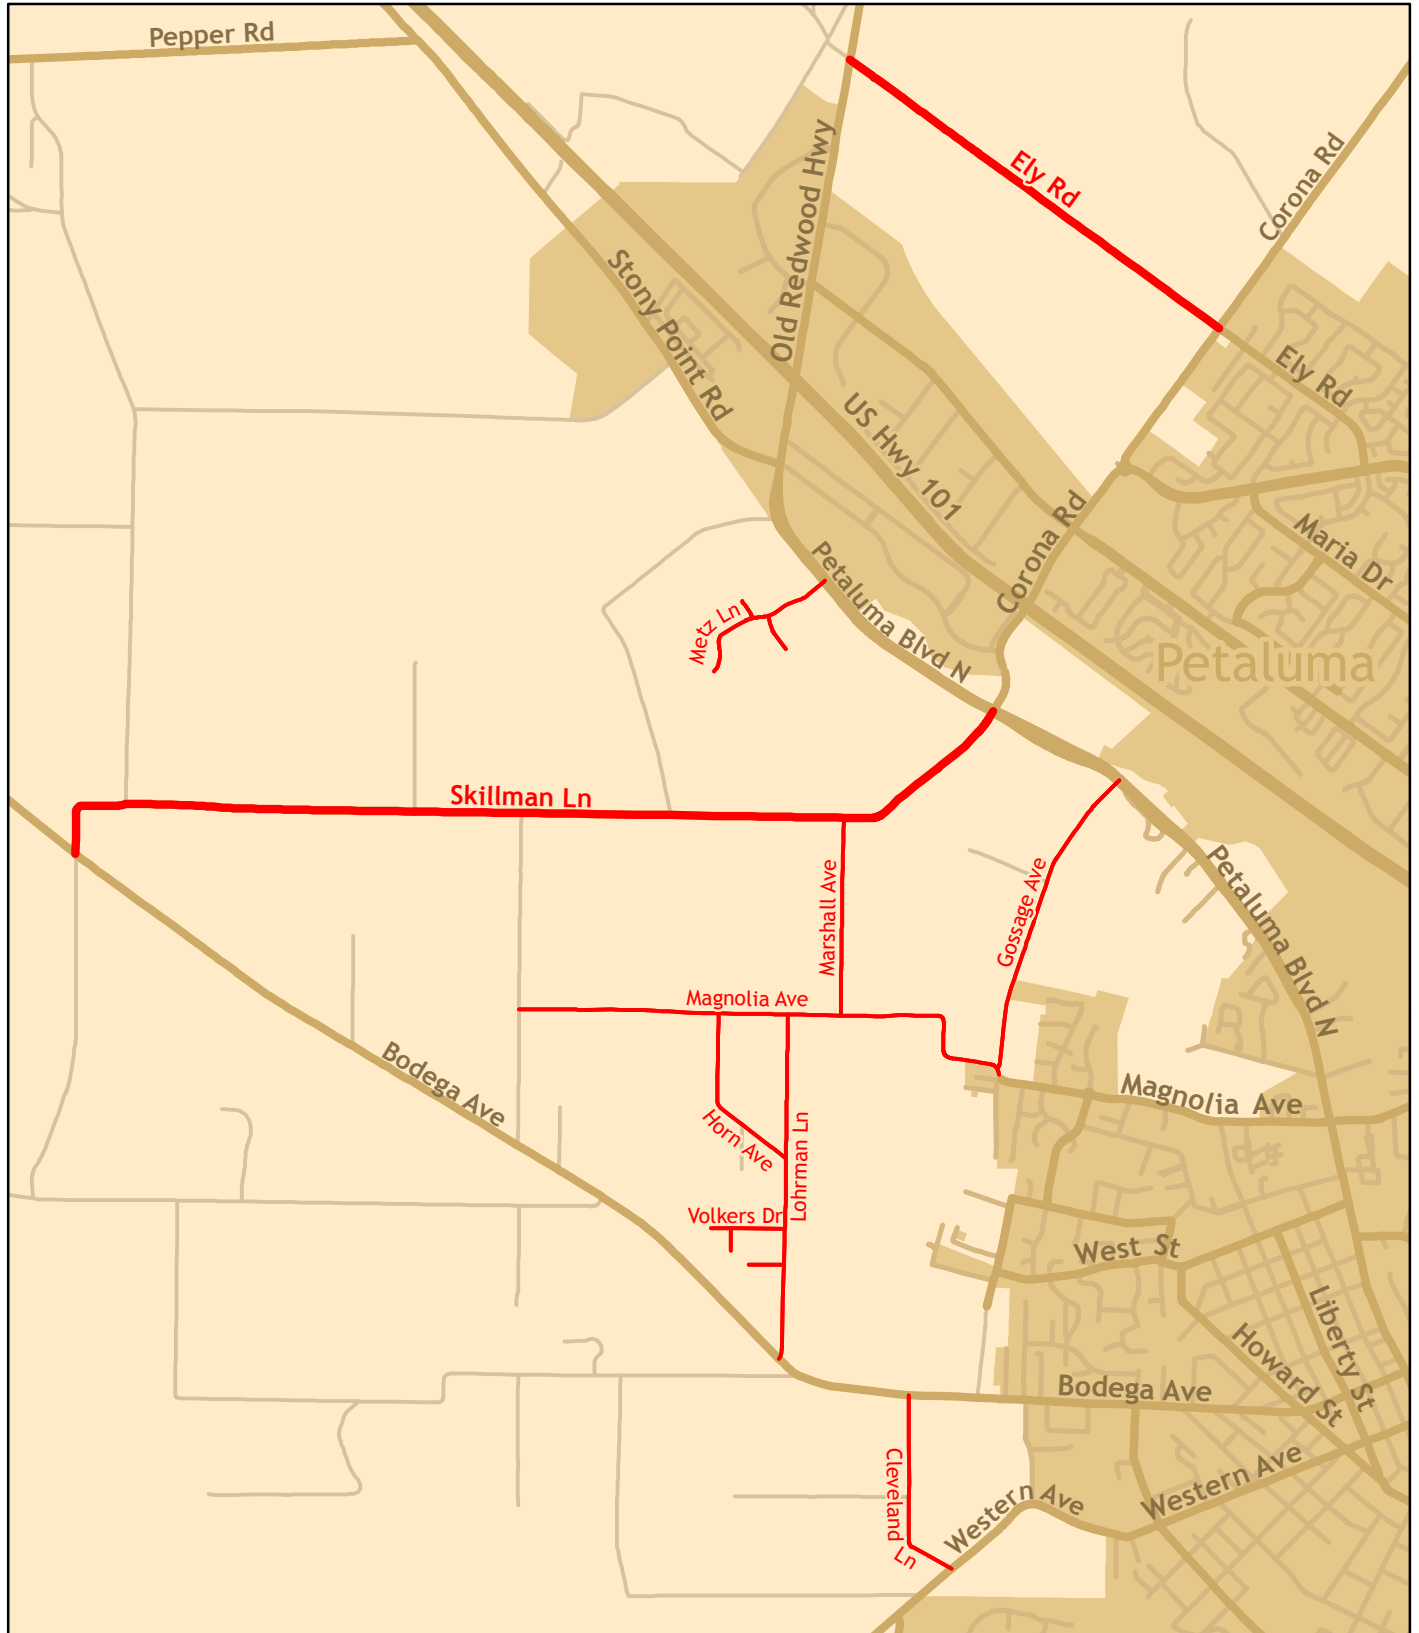 Pepper Rd
Old Redwood Hwy
Ely Rd
Corona Rd
Stony Point Rd
Ely Rd
US Hwy 101
Corona Rd
Maria Dr
Petaluma Blvd N
Metz Ln
Petaluma
Skillman Ln
Marshall Ave
Gossage Ave
Petaluma Blvd N
Magnolia Ave
Bodega Ave
Magnolia Ave
Horn Ave
Lohrman Ln
Volkers Dr
West St
Liberty St
Howard St
Bodega Ave
Cleveland Ln
Western Ave
Western Ave